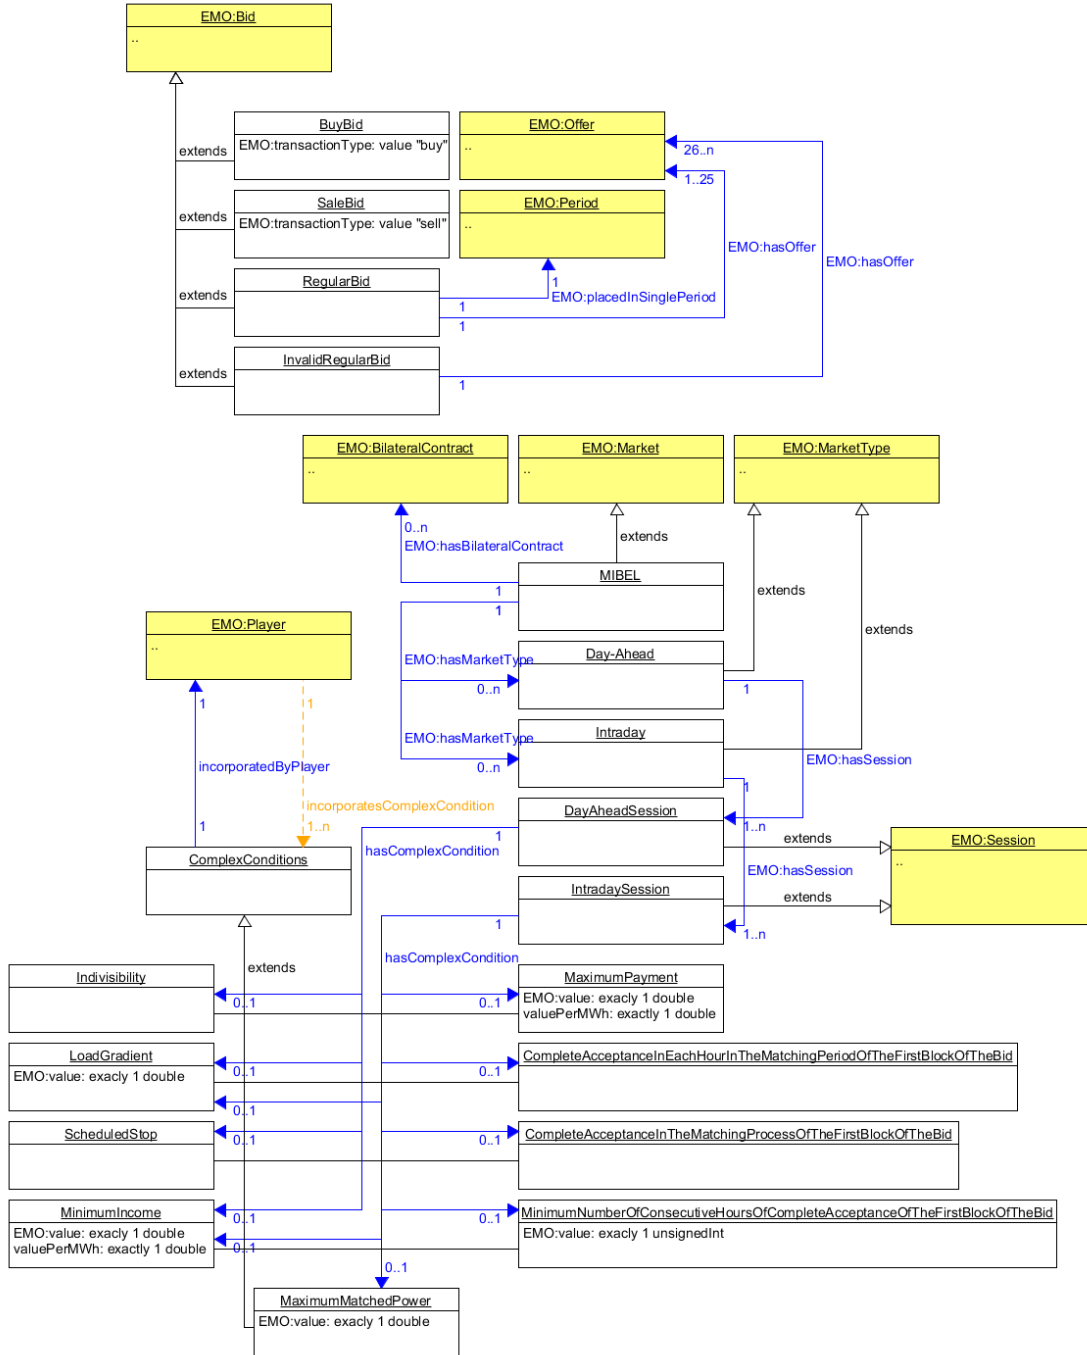 EMO:Bid
..
BuyBid
EMO:transactionType: value "buy"
EMO:Offer
..
extends
26..n
1..25
SaleBid
EMO:transactionType: value "sell"
EMO:Period
..
extends
EMO:hasOffer
EMO:hasOffer
RegularBid
extends
1
EMO:placedInSinglePeriod
1
1
InvalidRegularBid
extends
1
EMO:BilateralContract
..
EMO:Market
..
EMO:MarketType
..
0..n
EMO:hasBilateralContract
extends
MIBEL
1
1
extends
EMO:Player
..
extends
Day-Ahead
EMO:hasMarketType
0..n
1
1
1
Intraday
EMO:hasMarketType
0..n
EMO:hasSession
incorporatedByPlayer
1
incorporatesComplexCondition
1
1..n
DayAheadSession
1
1..n
extends
EMO:Session
..
hasComplexCondition
ComplexConditions
EMO:hasSession
IntradaySession
1
extends
1..n
hasComplexCondition
extends
Indivisibility
0..1
MaximumPayment
EMO:value: exacly 1 double
valuePerMWh: exactly 1 double
0..1
LoadGradient
EMO:value: exacly 1 double
0..1
0..1
CompleteAcceptanceInEachHourInTheMatchingPeriodOfTheFirstBlockOfTheBid
0..1
ScheduledStop
0..1
CompleteAcceptanceInTheMatchingProcessOfTheFirstBlockOfTheBid
0..1
MinimumIncome
EMO:value: exacly 1 double
valuePerMWh: exactly 1 double
0..1
0..1
MinimumNumberOfConsecutiveHoursOfCompleteAcceptanceOfTheFirstBlockOfTheBid
EMO:value: exacly 1 unsignedInt
0..1
0..1
MaximumMatchedPower
EMO:value: exacly 1 double